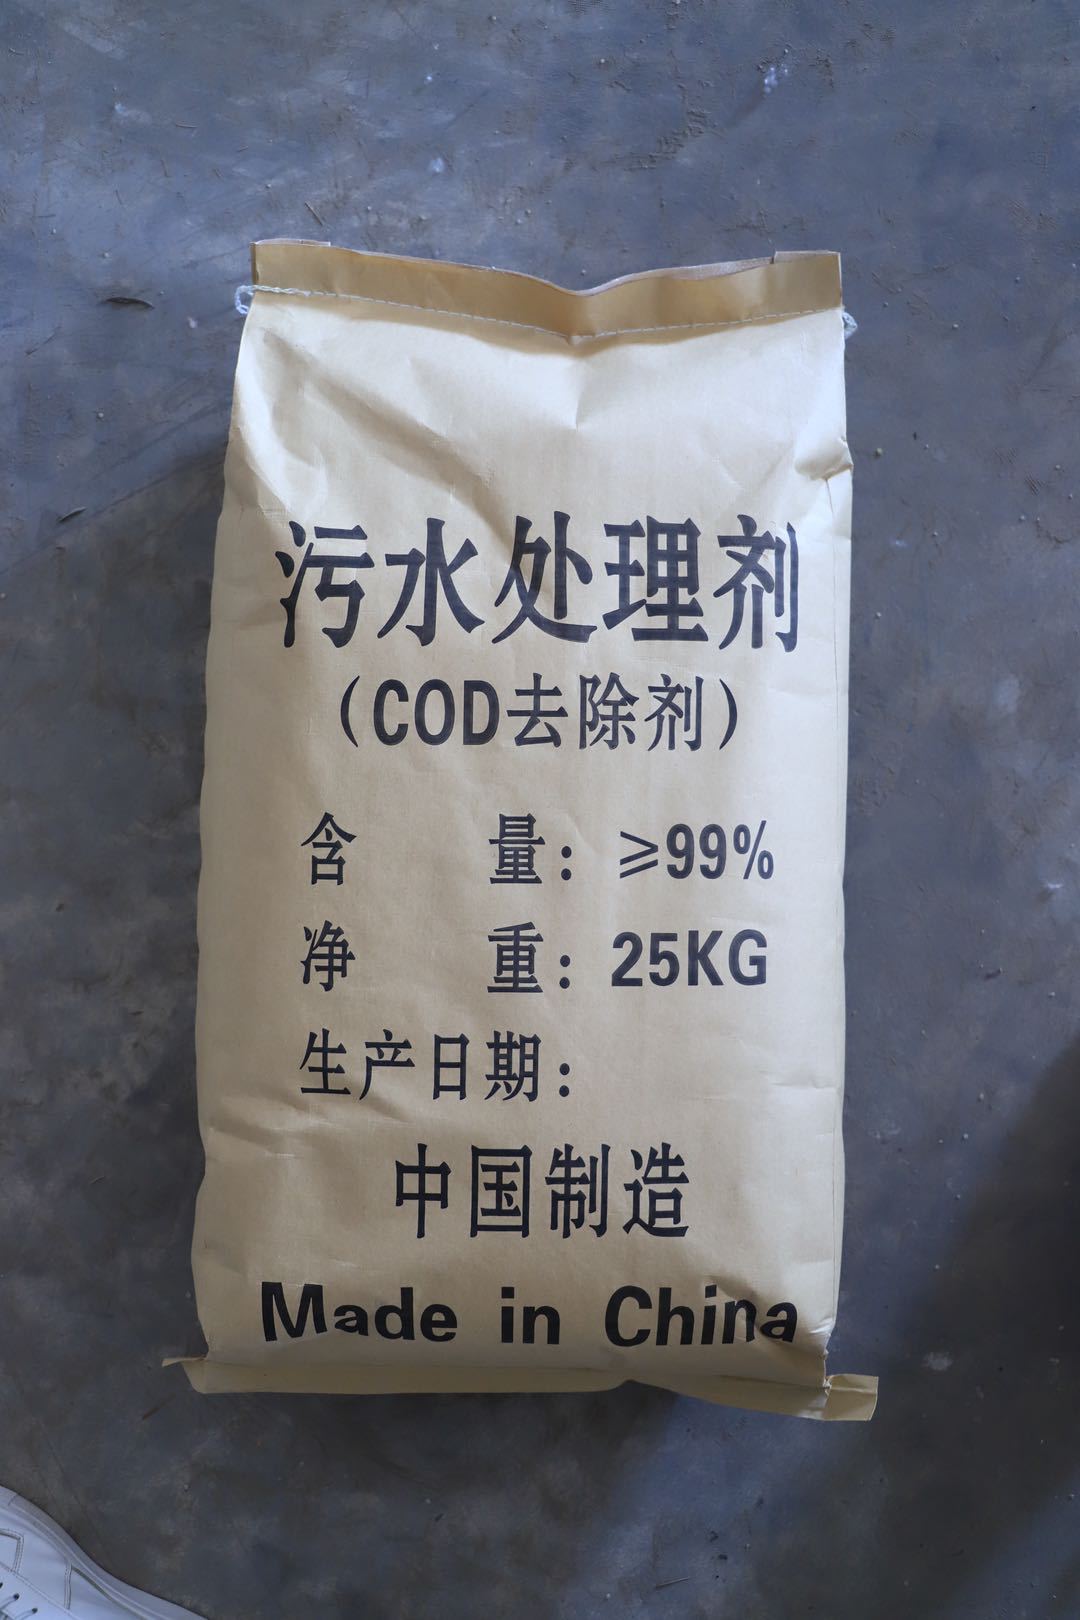 污水处理剂
（COD去除剂）
含 量：≥99%
净 重：25KG
生产日期：
中国制造
Made in China